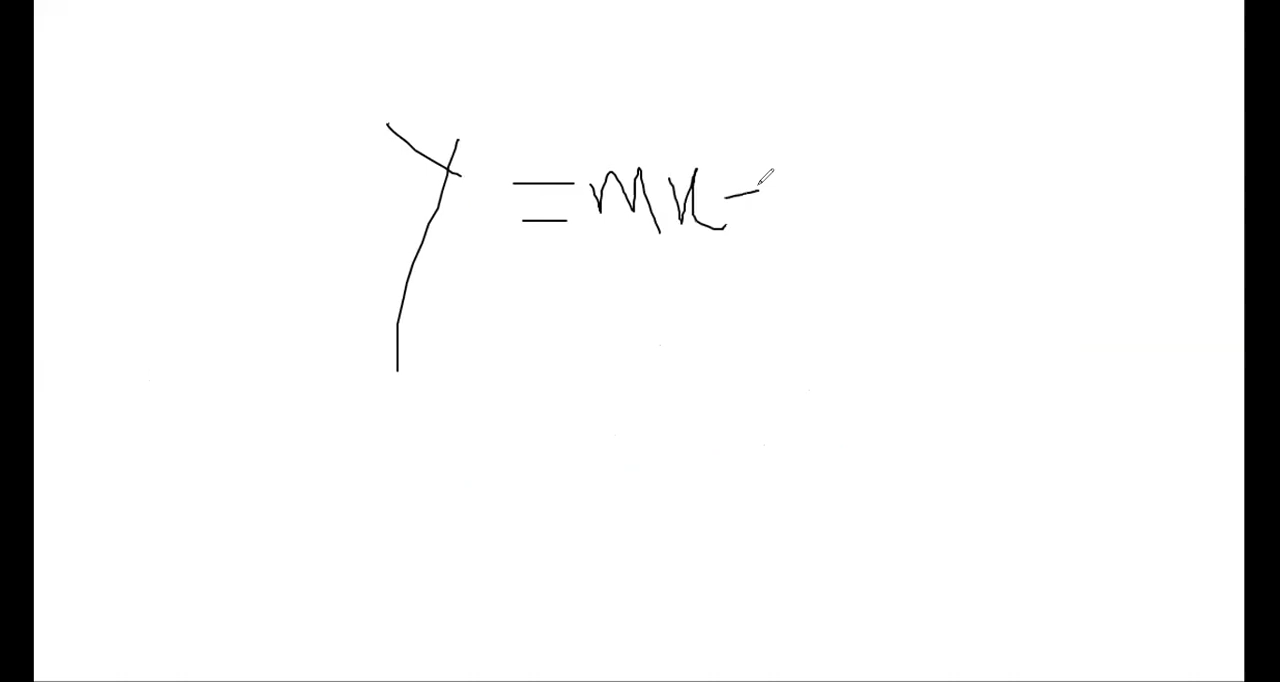 y = mx -